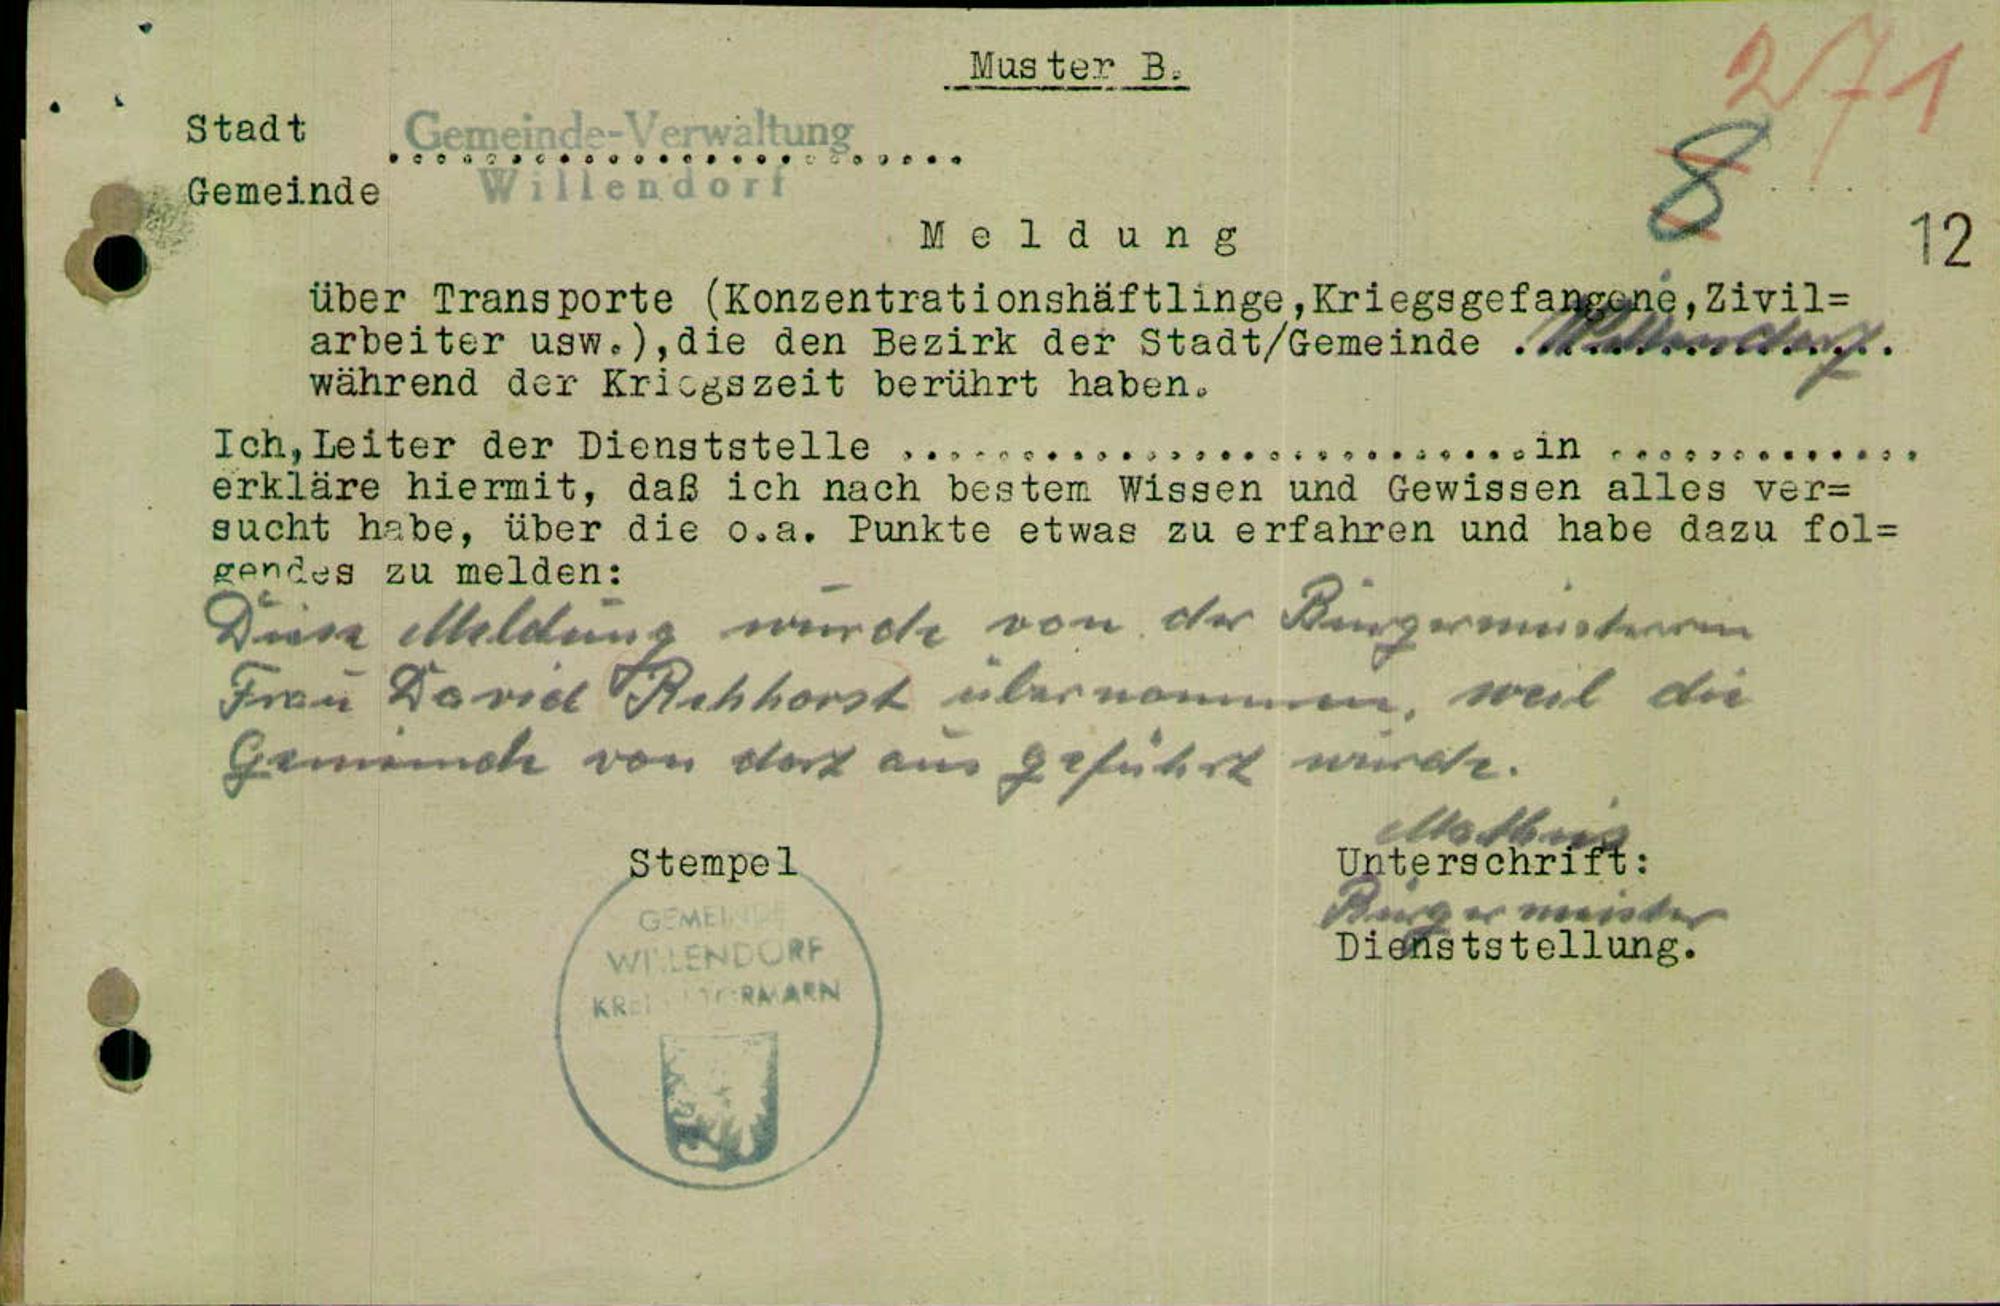 Muster B.
271
Stadt Gemeinde-Verwaltung
8
Gemeinde Willendorf
12
Meldung
über Transporte (Konzentrationshäftlinge,Kriegsgefangene,Zivil=
arbeiter usw.),die den Bezirk der Stadt/Gemeinde . Willendorf .
während der Kriegszeit berührt haben.
Ich,Leiter der Dienststelle ..........................in .............
erkläre hiermit, daß ich nach bestem Wissen und Gewissen alles ver=
sucht habe, über die o.a. Punkte etwas zu erfahren und habe dazu fol=
gendes zu melden:
Diese Meldung wurde von der Bürgermeisterin
Frau David Rehhorst übernommen, weil die
Gemeinde von dort aus geführt wurde.
Stempel
Unterschrift:
Bürgermeister
Dienststellung.
GEMEINDE
WILLENDORF
KREIS STORMARN